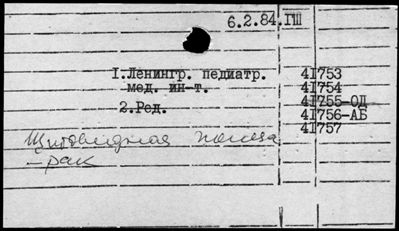 6.2.84.ГШ
1.Ленингр. педиатр. 41753
мед. ин-т. 41754
2.Ред. 41755-ОД
41756-АБ
41757
Щитовидная железа
- рак